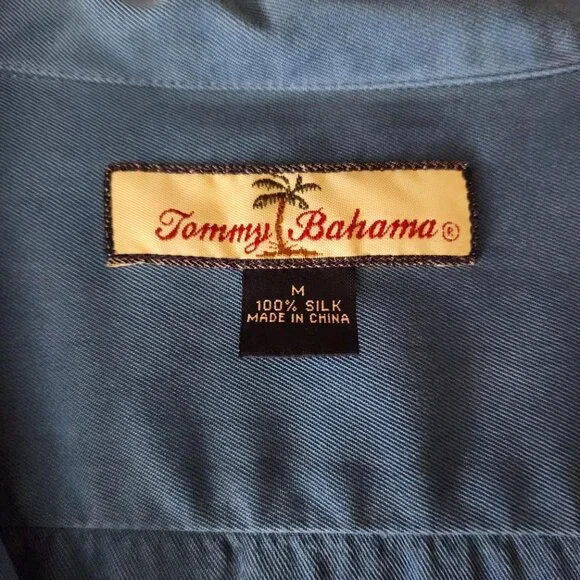 Tommy Bahama ®
M
100% SILK
MADE IN CHINA